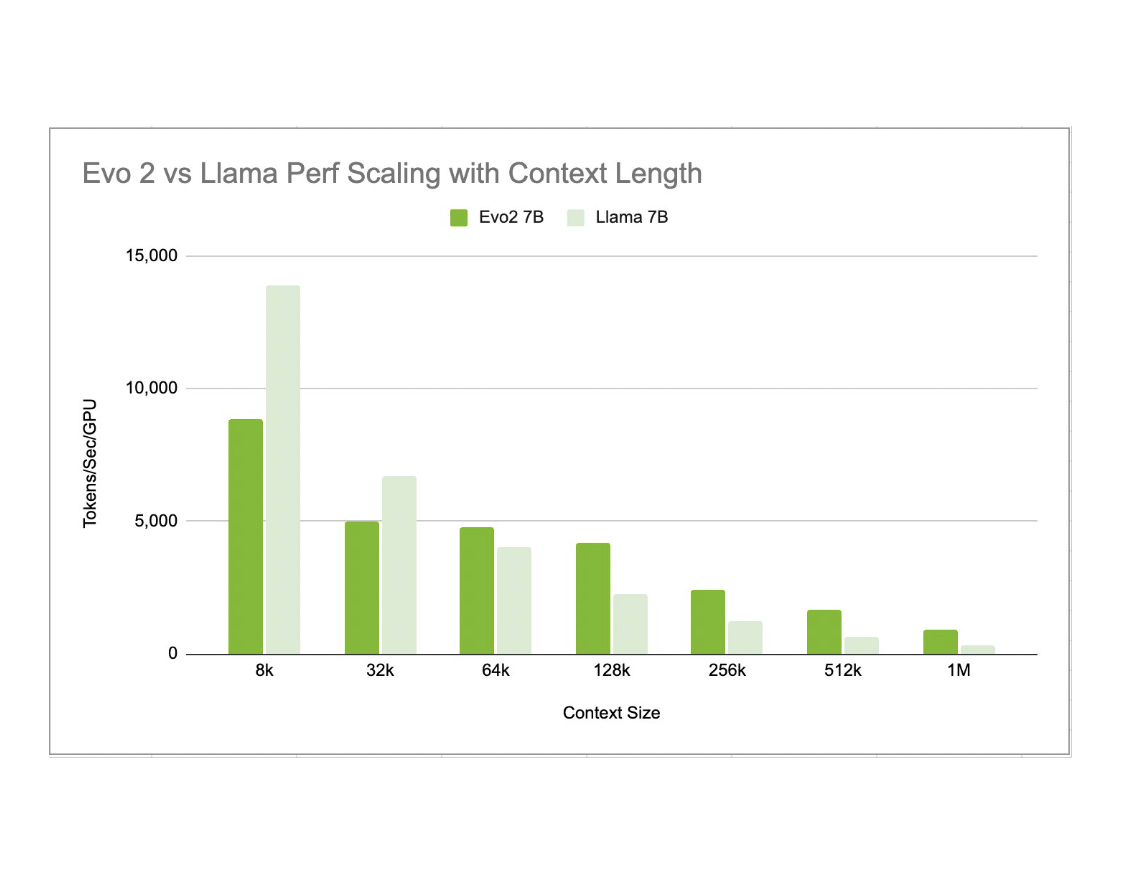 Evo 2 vs Llama Perf Scaling with Context Length
Evo2 7B Llama 7B
15,000
10,000
5,000
0
Tokens/Sec/GPU
8k 32k 64k 128k 256k 512k 1M
Context Size